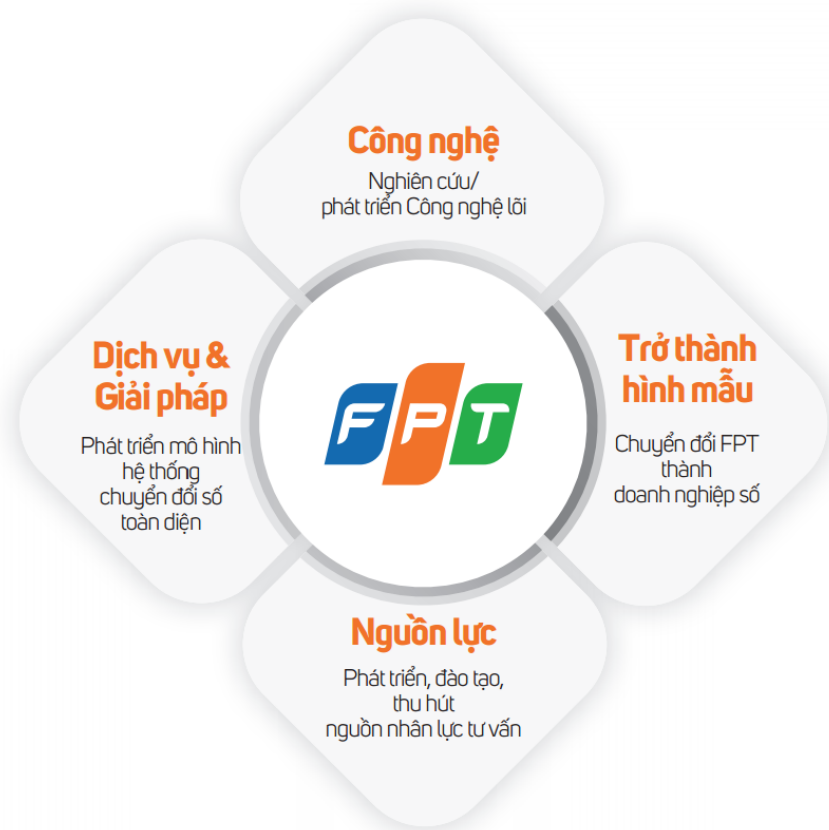 Công nghệ
Nghiên cứu/
phát triển Công nghệ lõi
Dịch vụ &
Giải pháp
Phát triển mô hình
hệ thống
chuyển đổi số
toàn diện
FPT
Trở thành
hình mẫu
Chuyển đổi FPT
thành
doanh nghiệp số
Nguồn lực
Phát triển, đào tạo,
thu hút
nguồn nhân lực tư vấn